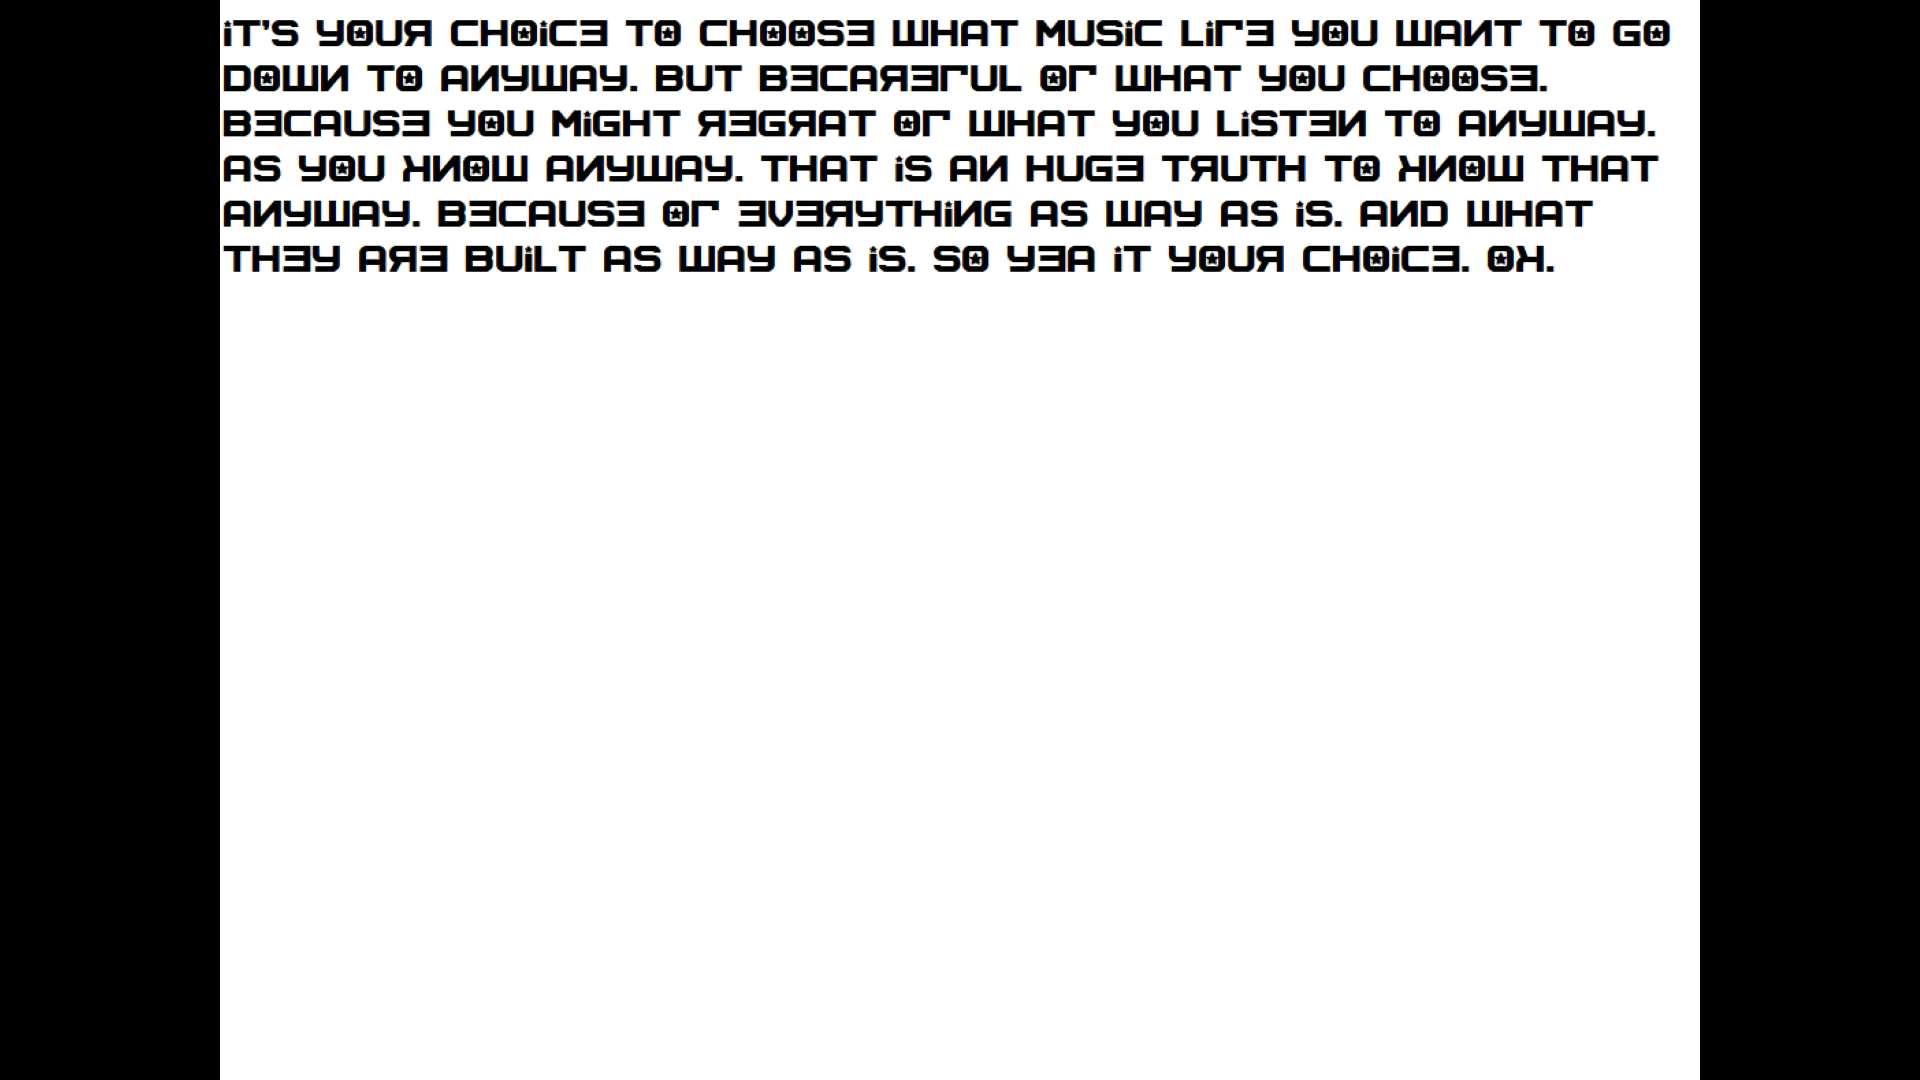 IT'S YOUR CHOICE TO CHOOSE WHAT MUSIC LIFE YOU WANT TO GO
DOWN TO ANYWAY. BUT BECAREFUL OF WHAT YOU CHOOSE.
BECAUSE YOU MIGHT REGRAT OF WHAT YOU LISTEN TO ANYWAY.
AS YOU KNOW ANYWAY. THAT IS AN HUGE TRUTH TO KNOW THAT
ANYWAY. BECAUSE OF EVERYTHING AS WAY AS IS. AND WHAT
THEY ARE BUILT AS WAY AS IS. SO YEA IT YOUR CHOICE. OK.